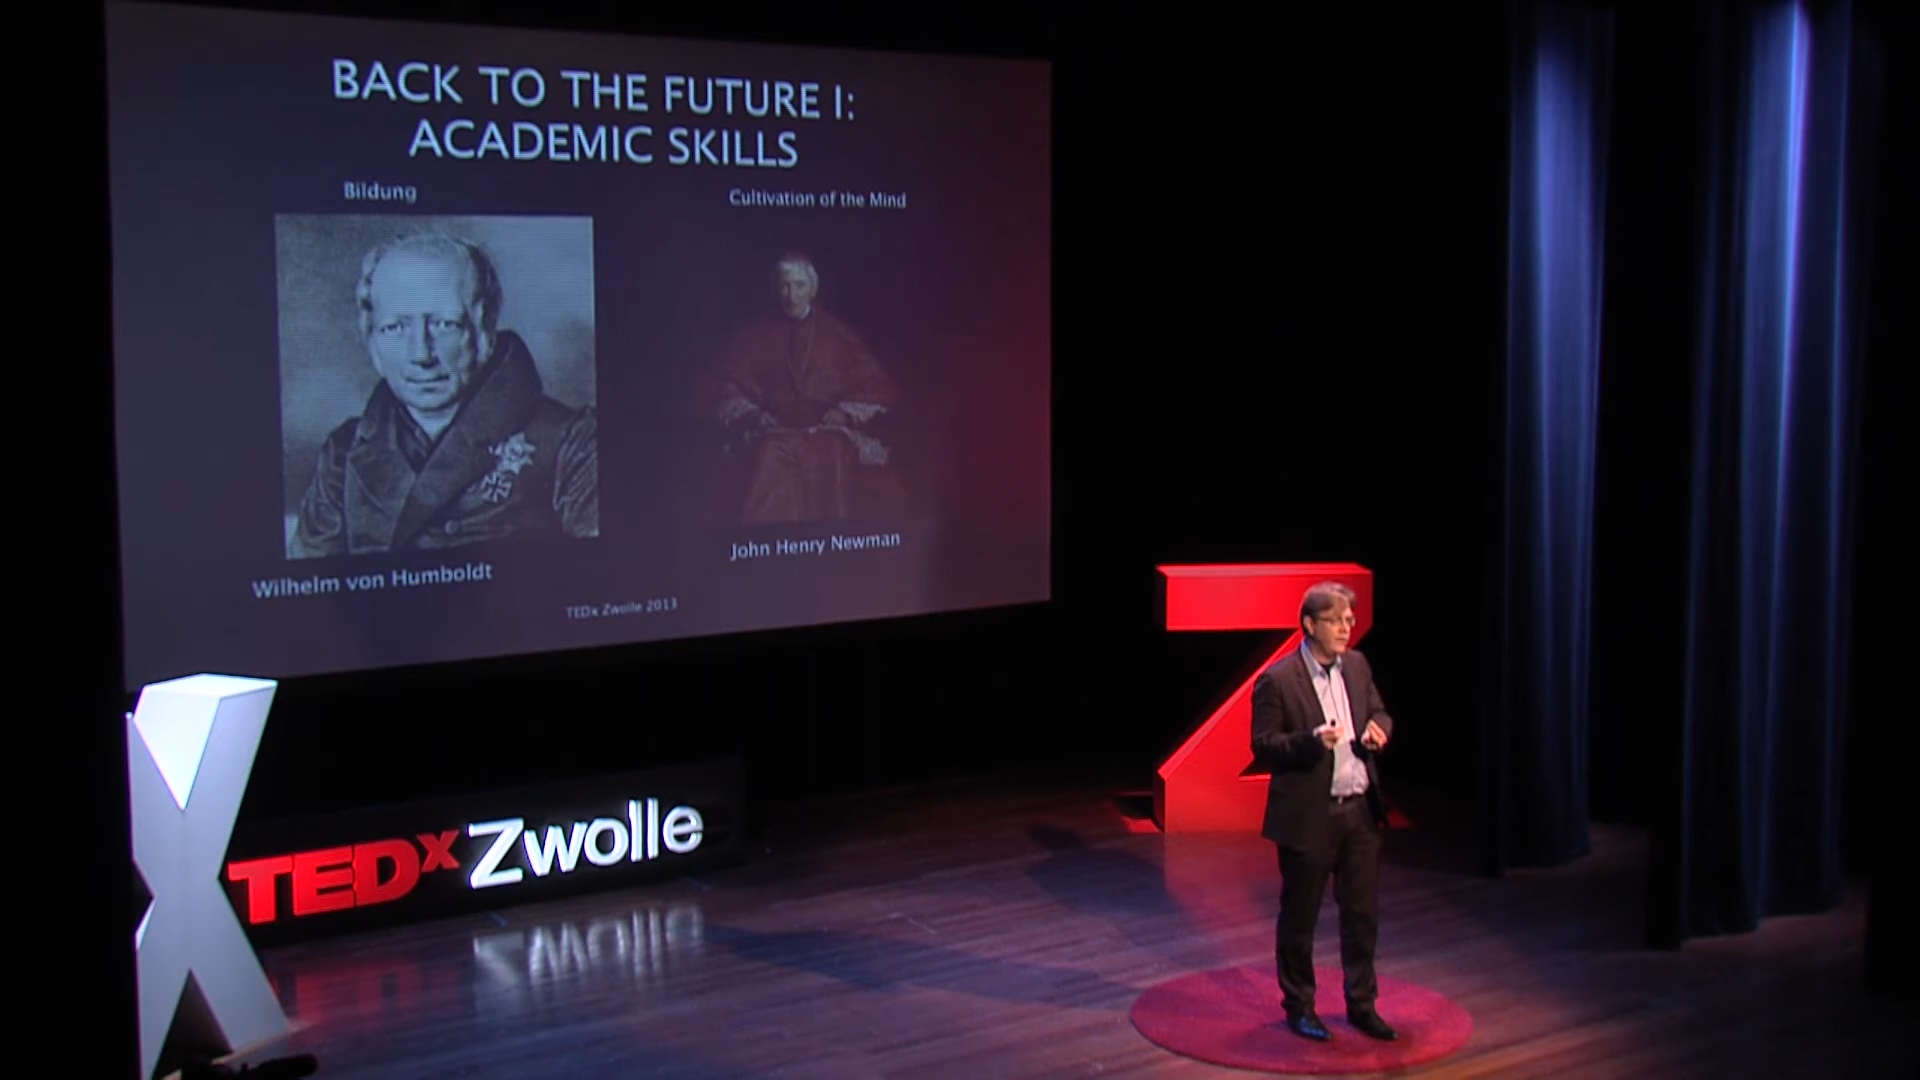 BACK TO THE FUTURE I:
ACADEMIC SKILLS
Bildung
Cultivation of the Mind
Wilhelm von Humboldt
John Henry Newman
TEDx Zwolle 2013
X
TEDx Zwolle
Z